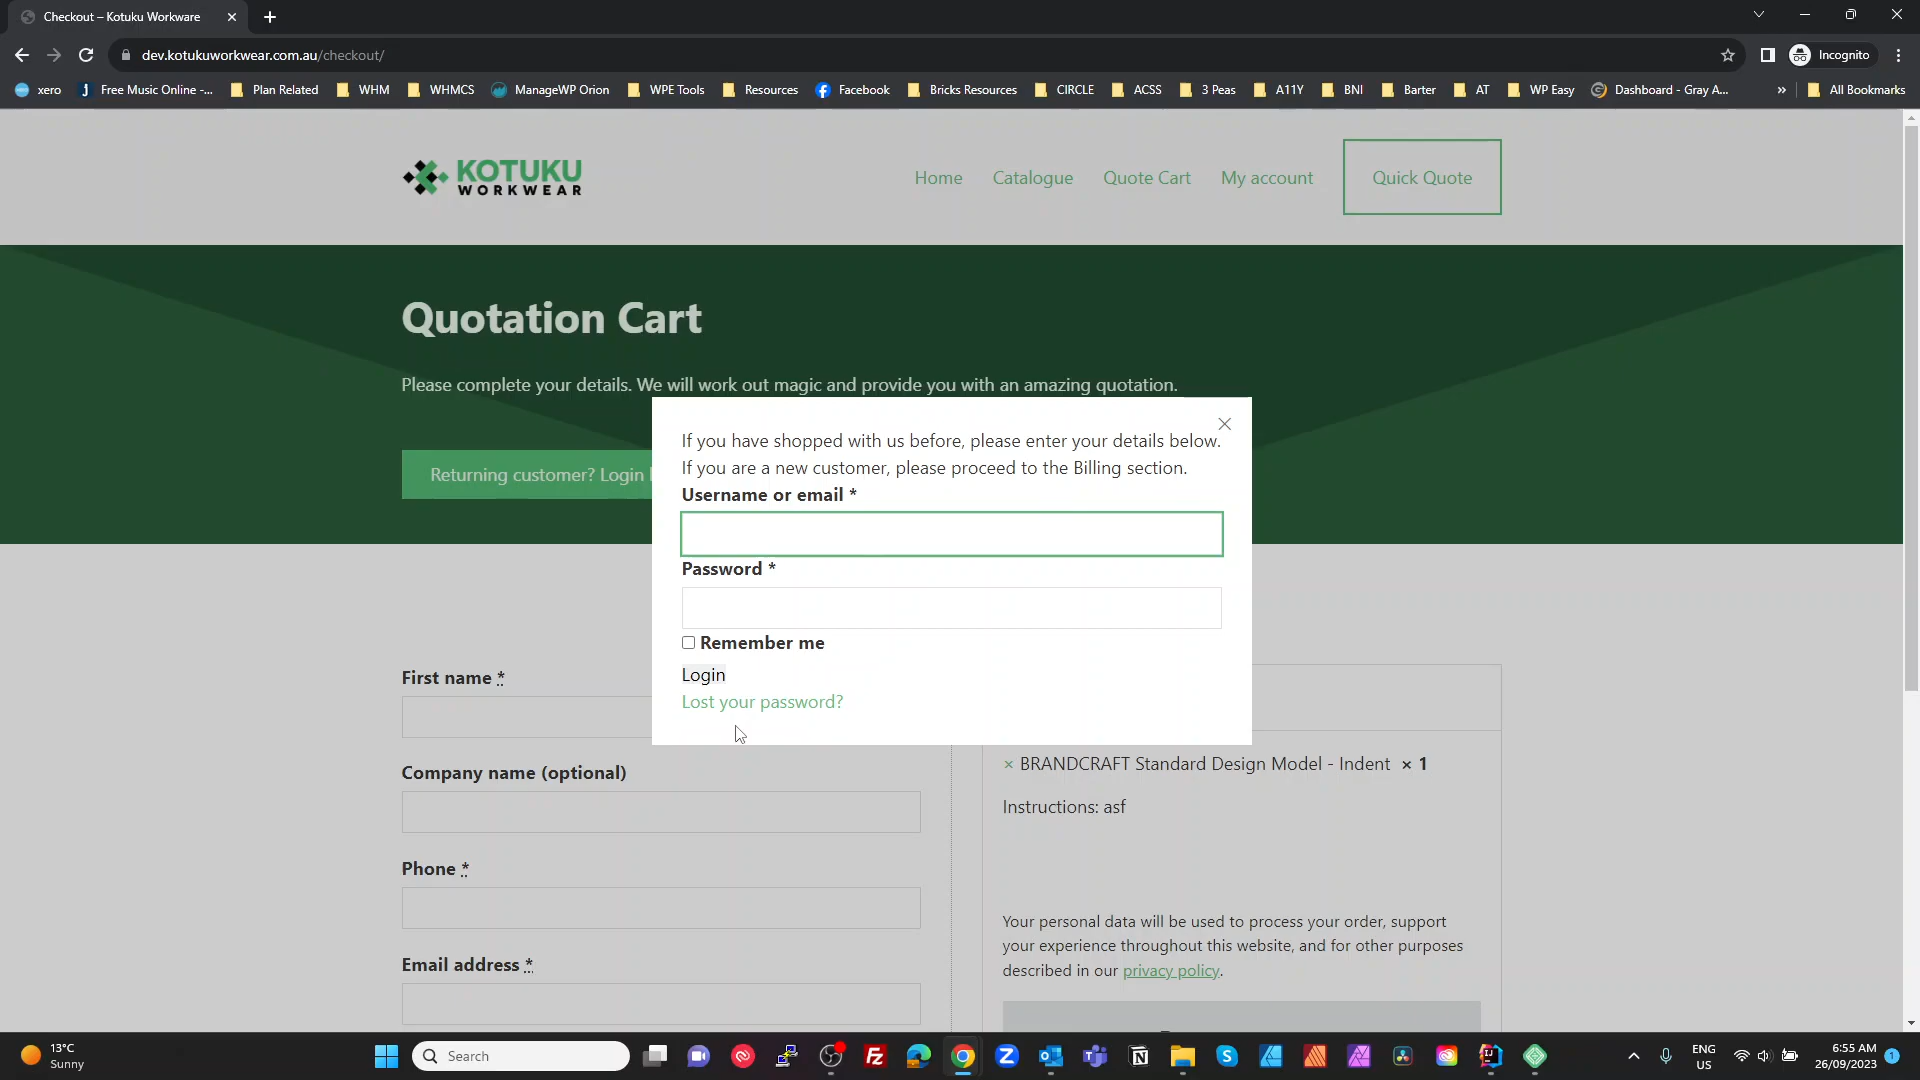 Checkout – Kotuku Workware
dev.kotukuworkwear.com.au/checkout/
Incognito
xero
Free Music Online -...
Plan Related
WHM
WHMCS
ManageWP Orion
WPE Tools
Resources
Facebook
Bricks Resources
CIRCLE
ACSS
3 Peas
A11Y
BNI
Barter
AT
WP Easy
Dashboard - Gray A...
»
All Bookmarks
KOTUKU
WORKWEAR
Home
Catalogue
Quote Cart
My account
Quick Quote
Quotation Cart
Please complete your details. We will work out magic and provide you with an amazing quotation.
Returning customer? Login
If you have shopped with us before, please enter your details below.
If you are a new customer, please proceed to the Billing section.
Username or email *
Password *
Remember me
Login
Lost your password?
First name *
Company name (optional)
Phone *
Email address *
× BRANDCRAFT Standard Design Model - Indent × 1
Instructions: asf
Your personal data will be used to process your order, support
your experience throughout this website, and for other purposes
described in our privacy policy.
13°C
Sunny
Search
ENG
US
6:55 AM
26/09/2023
1